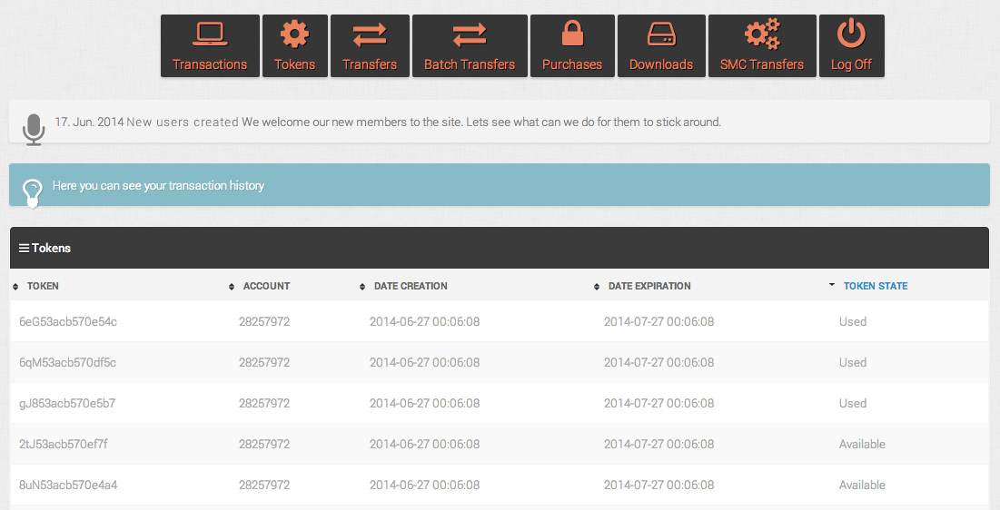 Transactions Tokens Transfers Batch Transfers Purchases Downloads SMC Transfers Log Off
17. Jun. 2014 New users created We welcome our new members to the site. Lets see what can we do for them to stick around.
Here you can see your transaction history
Tokens
TOKEN ACCOUNT DATE CREATION DATE EXPIRATION TOKEN STATE
6eG53acb570e54c 28257972 2014-06-27 00:06:08 2014-07-27 00:06:08 Used
6qM53acb570df5c 28257972 2014-06-27 00:06:08 2014-07-27 00:06:08 Used
gJ853acb570e5b7 28257972 2014-06-27 00:06:08 2014-07-27 00:06:08 Used
2tJ53acb570ef7f 28257972 2014-06-27 00:06:08 2014-07-27 00:06:08 Available
8uN53acb570e4a4 28257972 2014-06-27 00:06:08 2014-07-27 00:06:08 Available